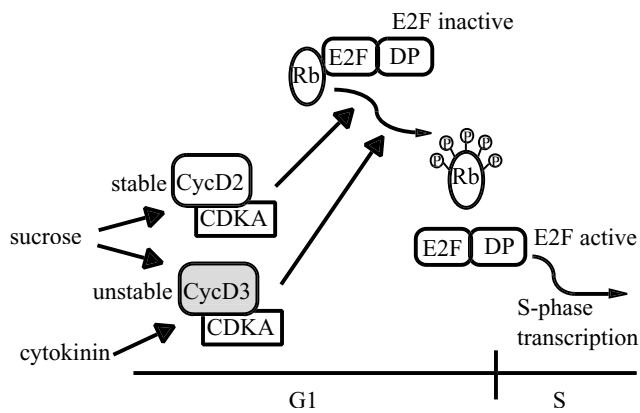 E2F inactive
Rb E2F DP
P P P P P
Rb
stable CycD2
CDKA
sucrose
E2F DP E2F active
unstable CycD3
CDKA
S-phase
transcription
cytokinin
G1 S